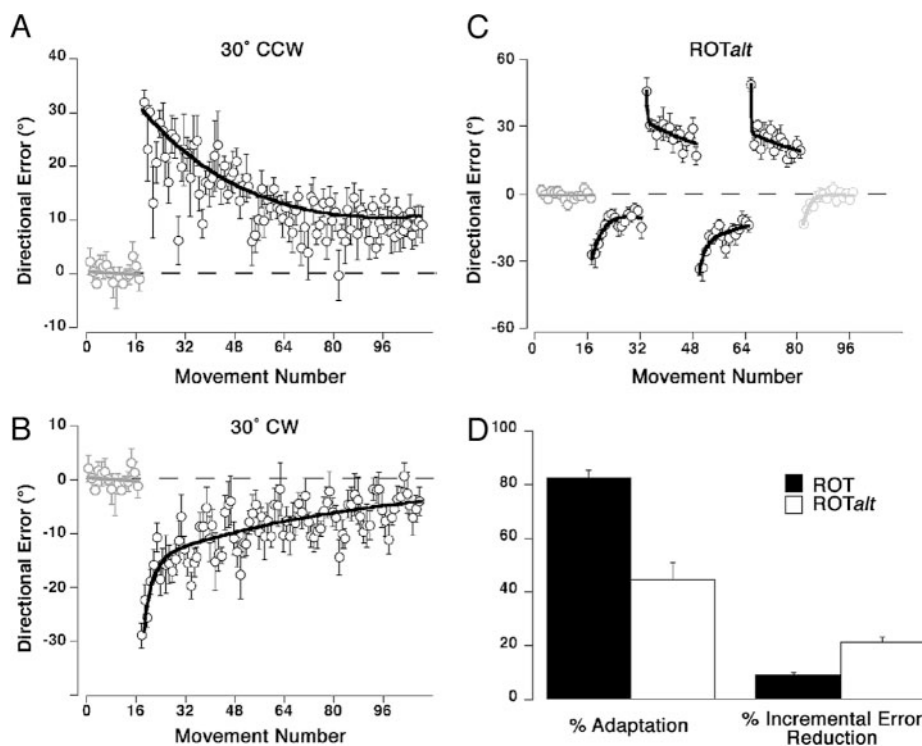 A
30° CCW
Directional Error (°)
40
30
20
10
0
-10
0 16 32 48 64 80 96
Movement Number
B
30° CW
Directional Error (°)
10
0
-10
-20
-30
0 16 32 48 64 80 96
Movement Number
C
ROTalt
Directional Error (°)
60
30
0
-30
-60
0 16 32 48 64 80 96
Movement Number
D
100
80
60
40
20
0
ROT
ROTalt
% Adaptation
% Incremental Error
Reduction